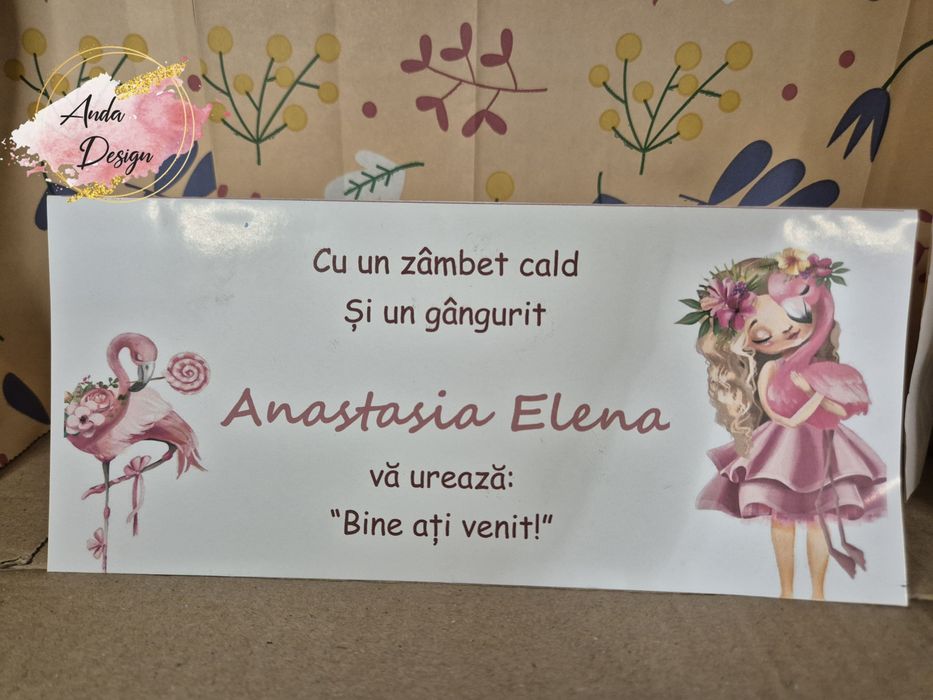 Anda
Design
Cu un zâmbet cald
Și un gângurit
Anastasia Elena
vă urează:
“Bine ați venit!”